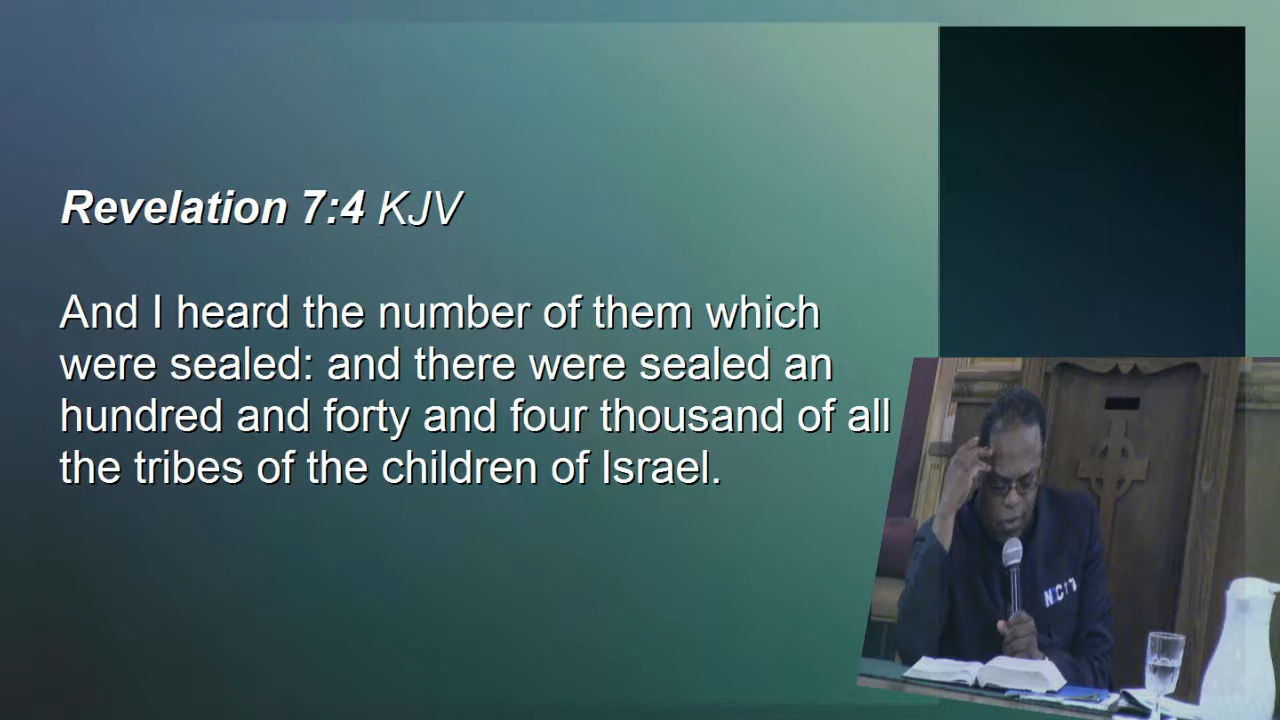 Revelation 7:4 KJV
And I heard the number of them which
were sealed: and there were sealed an
hundred and forty and four thousand of all
the tribes of the children of Israel.